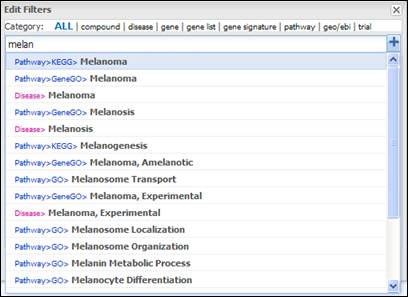 Edit Filters
Category: ALL | compound | disease | gene | gene list | gene signature | pathway | geo/ebi | trial
melan
Pathway>KEGG> Melanoma
Pathway>GeneGO> Melanoma
Disease> Melanoma
Pathway>GeneGO> Melanosis
Disease> Melanosis
Pathway>KEGG> Melanogenesis
Pathway>GeneGO> Melanoma, Amelanotic
Pathway>GO> Melanosome Transport
Pathway>GeneGO> Melanoma, Experimental
Disease> Melanoma, Experimental
Pathway>GO> Melanosome Localization
Pathway>GO> Melanosome Organization
Pathway>GO> Melanin Metabolic Process
Pathway>GO> Melanocyte Differentiation